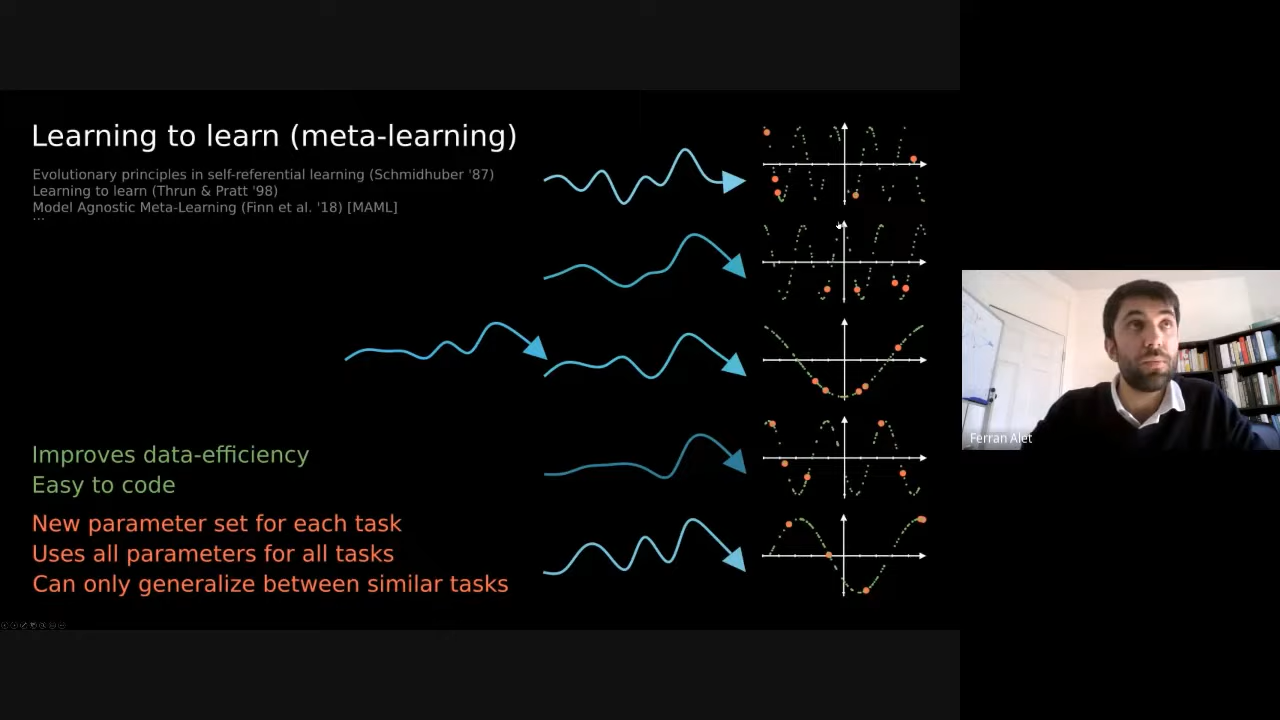 Learning to learn (meta-learning)
Evolutionary principles in self-referential learning (Schmidhuber '87)
Learning to learn (Thrun & Pratt '98)
Model Agnostic Meta-Learning (Finn et al. '18) [MAML]
...
Improves data-efficiency
Easy to code
New parameter set for each task
Uses all parameters for all tasks
Can only generalize between similar tasks
Ferran Alet